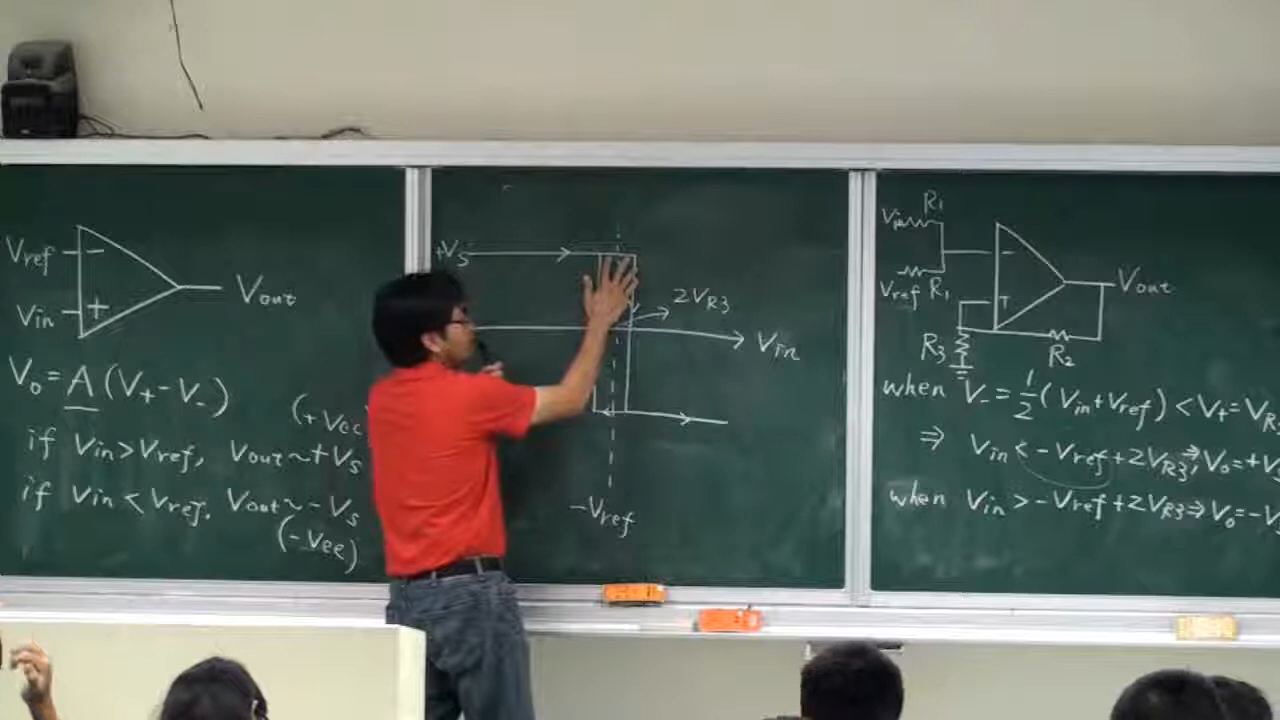 Vref
−
Vin
+
Vout
V₀ = A (V₊ − V₋)
(+Vcc
if Vin > Vref, Vout ~ + Vs
if Vin < Vref, Vout ~ − Vs
(−Vee)
+Vs
2VR3
Vin
−Vref
Vin R1
−
Vref R1
+
Vout
R3
R2
when V₋ = 1/2 (Vin + Vref) < V₊ = VR
⇒ Vin < −Vref + 2VR3 ⇒ V₀ = +Vs
when Vin > −Vref + 2VR3 ⇒ V₀ = −Vs